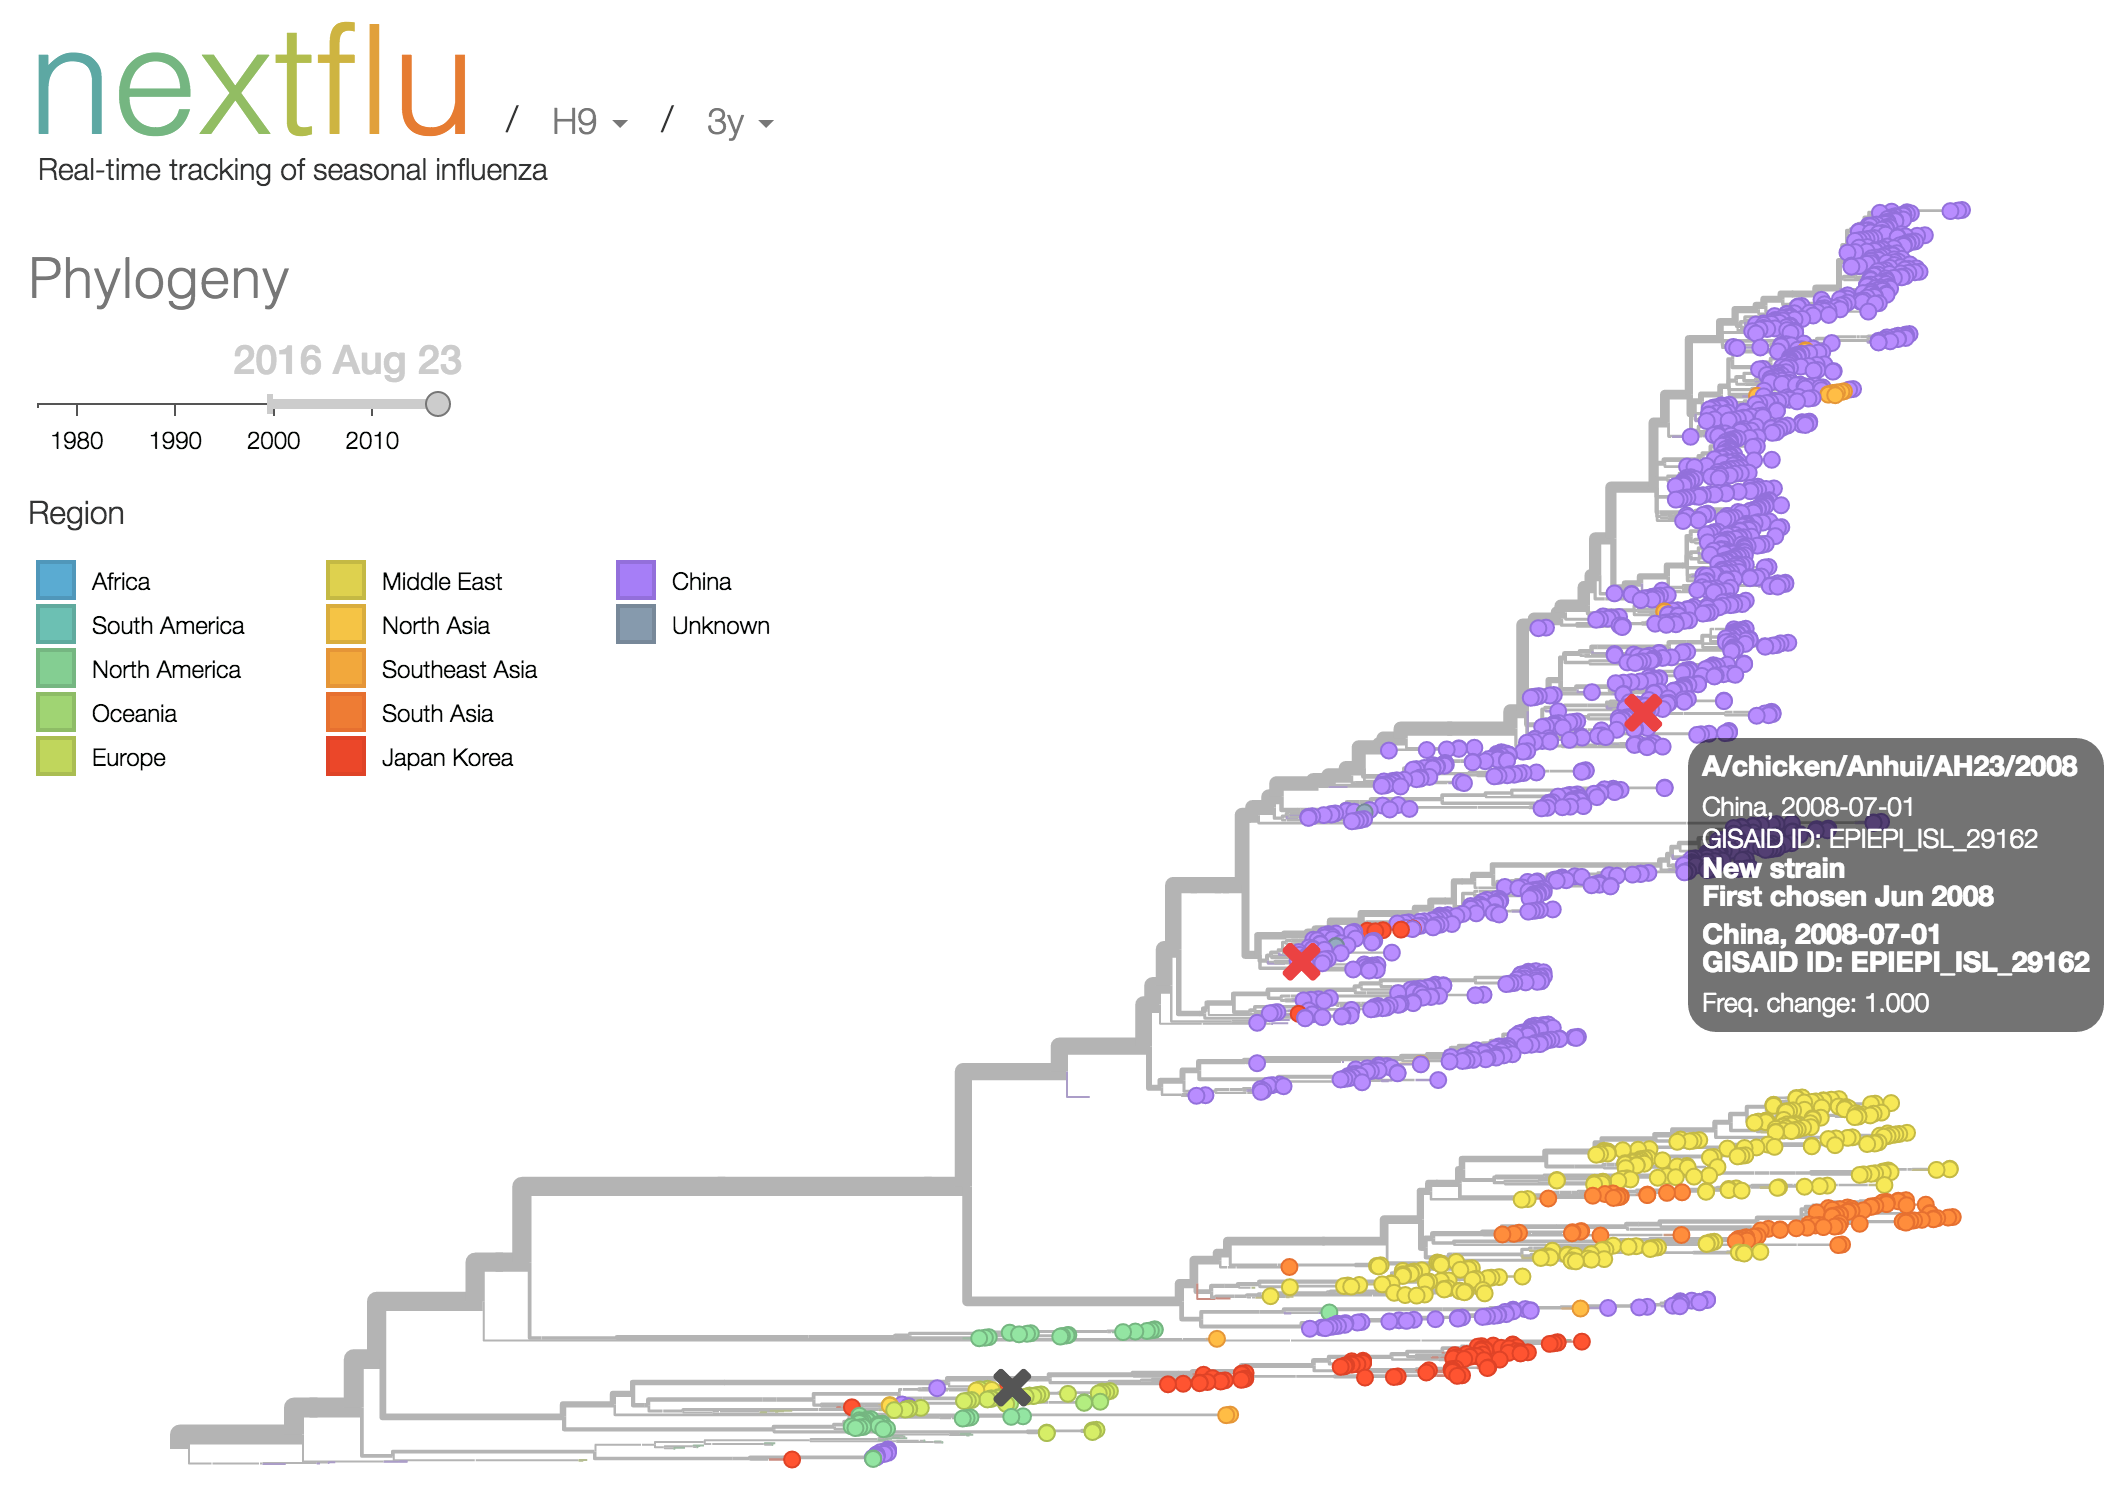 nextflu / H9 / 3y
Real-time tracking of seasonal influenza
Phylogeny
2016 Aug 23
1980 1990 2000 2010
Region
Africa Middle East China
South America North Asia Unknown
North America Southeast Asia
Oceania South Asia
Europe Japan Korea
A/chicken/Anhui/AH23/2008
China, 2008-07-01
GISAID ID: EPIEPI_ISL_29162
New strain
First chosen Jun 2008
China, 2008-07-01
GISAID ID: EPIEPI_ISL_29162
Freq. change: 1.000